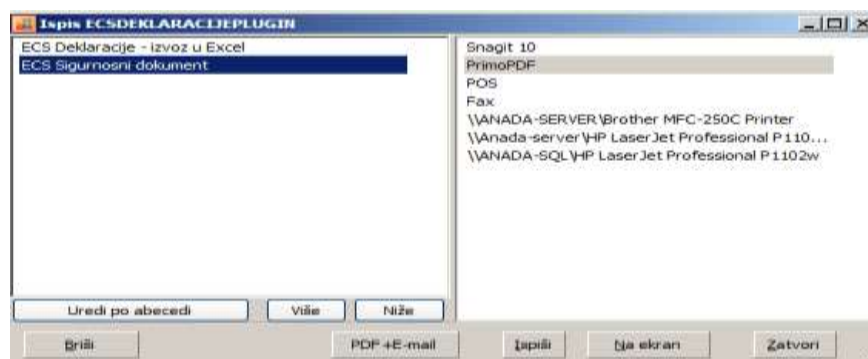 Ispis ECSDEKLARACIJEPLUGIN
ECS Deklaracije - izvoz u Excel
ECS Sigurnosni dokument
Snagit 10
PrimoPDF
POS
Fax
\\ANADA-SERVER\Brother MFC-250C Printer
\\Anada-server\HP LaserJet Professional P110...
\\ANADA-SQL\HP LaserJet Professional P1102w
Uredi po abecedi
Više
Niže
Briši
PDF+E-mail
Ispiši
Na ekran
Zatvori